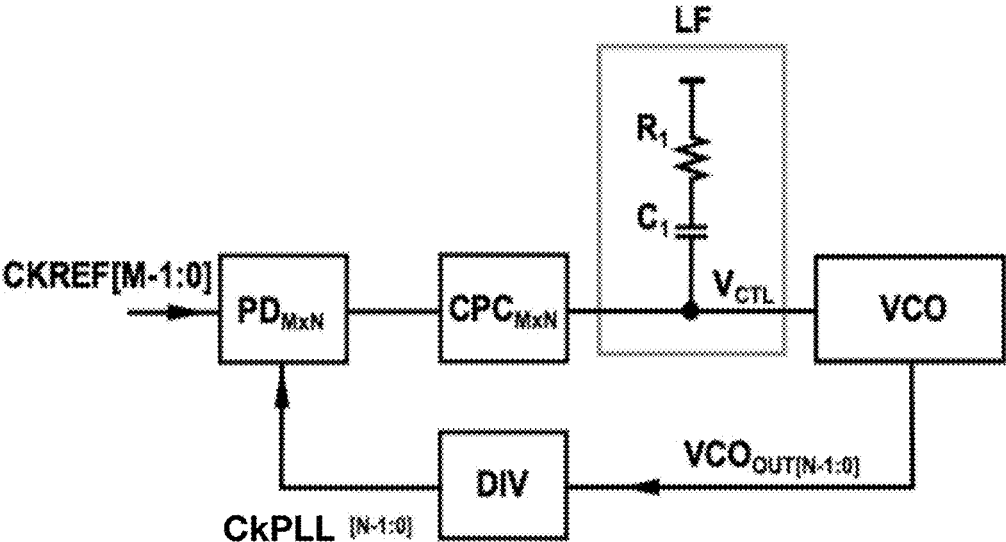 LF
R1
C1
CKREF[M-1:0]
PDMxN
CPCMxN
VCTL
VCO
VCOOUT[N-1:0]
DIV
CkPLL [N-1:0]